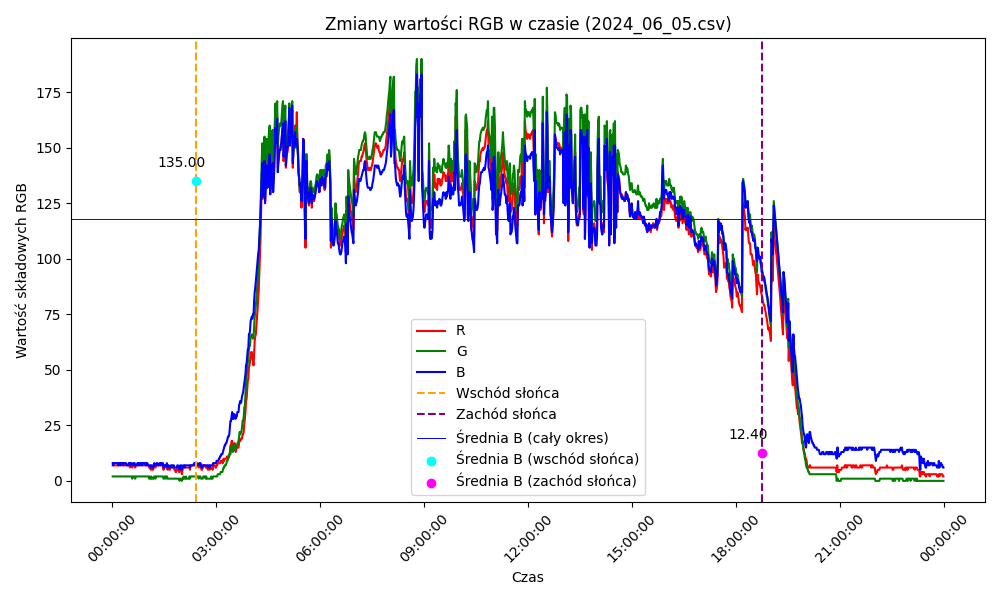 Zmiany wartości RGB w czasie (2024_06_05.csv)
Wartość składowych RGB
175
150
125
100
75
50
25
0
135.00
12.40
R
G
B
Wschód słońca
Zachód słońca
Średnia B (cały okres)
Średnia B (wschód słońca)
Średnia B (zachód słońca)
00:00:00
03:00:00
06:00:00
09:00:00
12:00:00
15:00:00
18:00:00
21:00:00
00:00:00
Czas